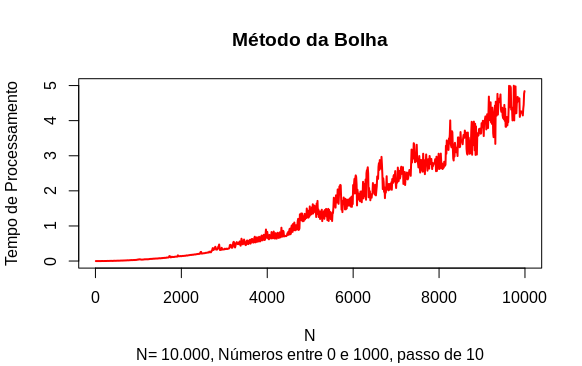 Método da Bolha
Tempo de Processamento
5
4
3
2
1
0
0 2000 4000 6000 8000 10000
N
N= 10.000, Números entre 0 e 1000, passo de 10